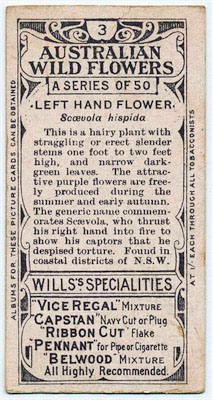 3
AUSTRALIAN
WILD FLOWERS
A SERIES OF 50
LEFT HAND FLOWER
Scævola hispida
This is a hairy plant with
straggling or erect slender
stems one foot to two feet
high, and narrow dark-
green leaves. The attrac-
tive purple flowers are free-
ly produced during the
summer and early autumn.
The generic name commem-
orates Scævola, who thrust
his right hand into fire to
show his captors that he
despised torture. Found in
coastal districts of N.S.W.
WILLS'S SPECIALITIES
"VICE REGAL" MIXTURE
"CAPSTAN" NAVY CUT OR PLUG
"RIBBON CUT" Flake
"PENNANT" for Pipe or Cigarette
"BELWOOD" MIXTURE
All Highly Recommended.
ALBUMS FOR THESE PICTURE CARDS CAN BE OBTAINED
AT 1/- EACH THROUGH ALL TOBACCONISTS